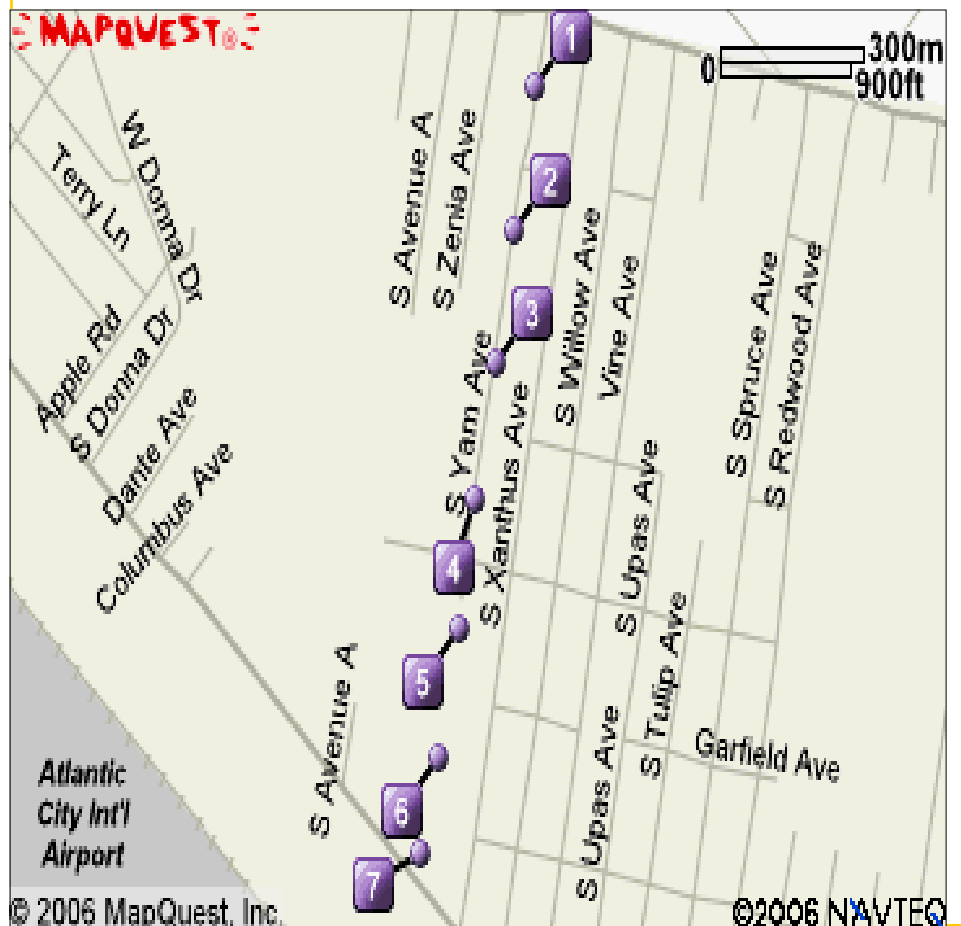 MAPQUEST®
1
300m
0
900ft
W Donna Dr
Terry Ln
S Avenue A
S Zenia Ave
2
S Willow Ave
Vine Ave
S Spruce Ave
S Redwood Ave
3
Apple Rd
S Donna Dr
Dante Ave
Columbus Ave
S Yam Ave
S Xanthus Ave
S Upas Ave
4
S Tulip Ave
5
S Avenue A
S Upas Ave
Garfield Ave
Atlantic
City Int'l
Airport
6
7
© 2006 MapQuest, Inc.
©2006 NAVTEQ